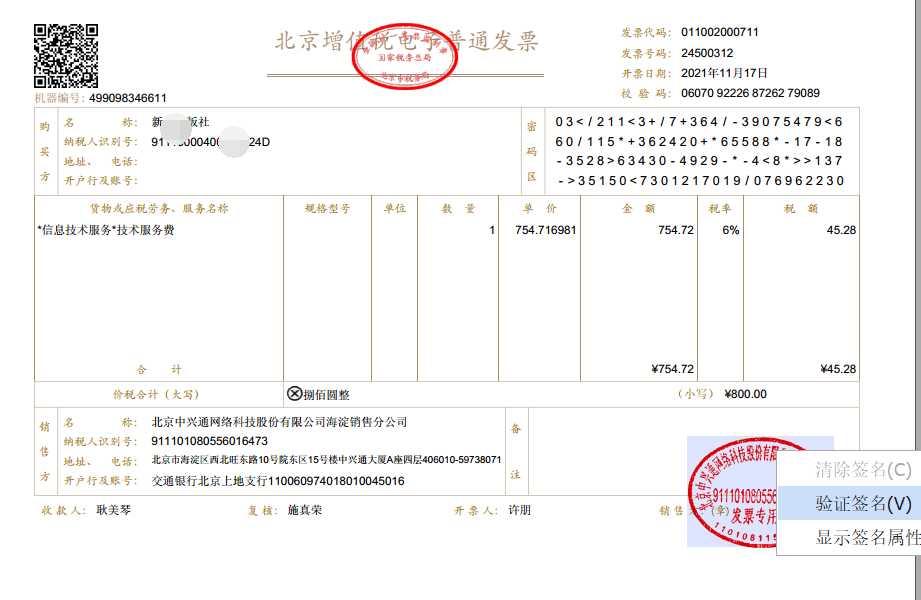 北京增值税电子普通发票
国家税务总局
北京市税务局
发票代码: 011002000711
发票号码: 24500312
开票日期: 2021年11月17日
校 验 码: 06070 92226 87262 79089
机器编号: 499098346611
购买方
名 称: 新 版社
纳税人识别号: 911 000400 24D
地址、 电话:
开户行及账号:
密码区
03</211<3+/7+364/-39075479<6
60/115*+362420+*65588*-17-18
-3528>63430-4929-*-4<8*>>137
->35150<7301217019/076962230
货物或应税劳务、服务名称 规格型号 单位 数 量 单 价 金 额 税率 税 额
*信息技术服务*技术服务费 1 754.716981 754.72 6% 45.28
合 计 ¥754.72 ¥45.28
价税合计(大写) ⊗捌佰圆整 (小写) ¥800.00
销售方
名 称: 北京中兴通网络科技股份有限公司海淀销售分公司
纳税人识别号: 911101080556016473
地址、 电话: 北京市海淀区西北旺东路10号院东区15号楼中兴通大厦A座四层406010-59738071
开户行及账号: 交通银行北京上地支行110060974018010045016
备注
收款人: 耿美琴 复核: 施真荣 开票人: 许朋 销售 (章)
北京中兴通网络科技股份有限
9111010805560
发票专用
11010811
清除签名(C)
验证签名(V)
显示签名属性